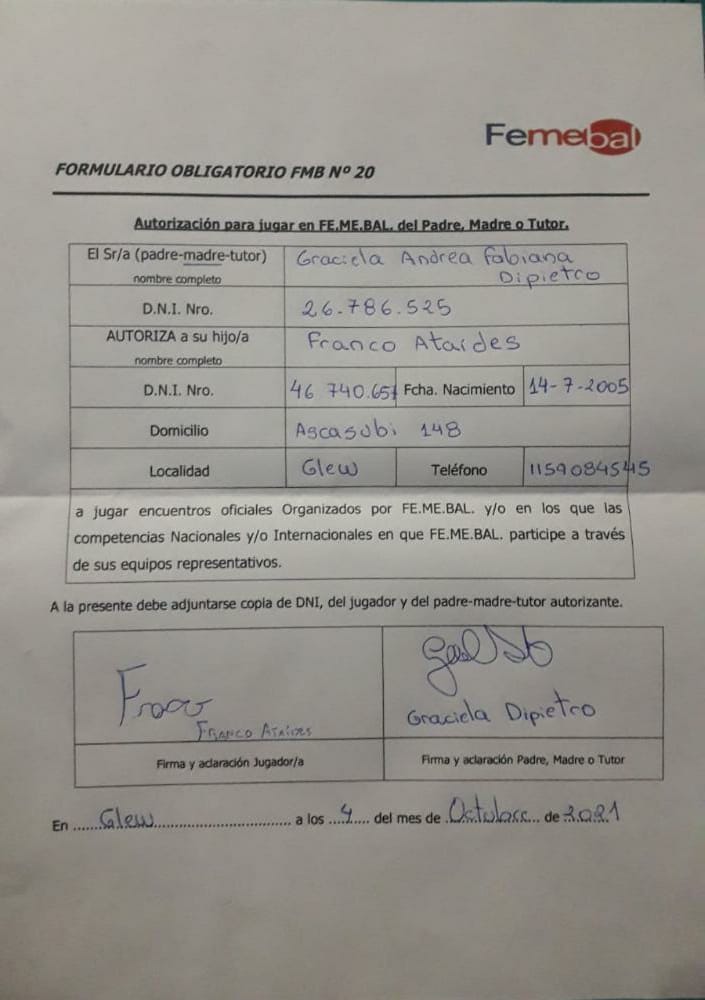 Femebal
FORMULARIO OBLIGATORIO FMB Nº 20
Autorización para jugar en FE.ME.BAL. del Padre, Madre o Tutor.
El Sr/a (padre-madre-tutor) Graciela Andrea Fabiana
nombre completo Dipietro
D.N.I. Nro. 26.786.525
AUTORIZA a su hijo/a Franco Ataides
nombre completo
D.N.I. Nro. 46 740.651 Fcha. Nacimiento 14-7-2005
Domicilio Ascasubi 148
Localidad Glew Teléfono 1159084545
a jugar encuentros oficiales Organizados por FE.ME.BAL. y/o en los que las
competencias Nacionales y/o Internacionales en que FE.ME.BAL. participe a través
de sus equipos representativos.
A la presente debe adjuntarse copia de DNI, del jugador y del padre-madre-tutor autorizante.
Franco Ataides Graciela Dipietro
Firma y aclaración Jugador/a Firma y aclaración Padre, Madre o Tutor
En ......Glew.............................. a los ..4.... del mes de .Octubre... de 2021